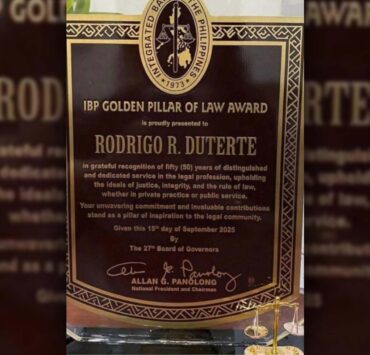 INTEGRATED BAR OF THE PHILIPPINES
1973
IBP GOLDEN PILLAR OF LAW AWARD
is proudly presented to
RODRIGO R. DUTERTE
in grateful recognition of fifty (50) years of distinguished
and dedicated service in the legal profession, upholding
the ideals of justice, integrity, and the rule of law,
whether in private practice or public service.
Your unwavering commitment and invaluable contributions
stand as a pillar of inspiration to the legal community.
Given this 15th day of September 2025
By
The 27th Board of Governors
ALLAN G. PANOLONG
National President and Chairman